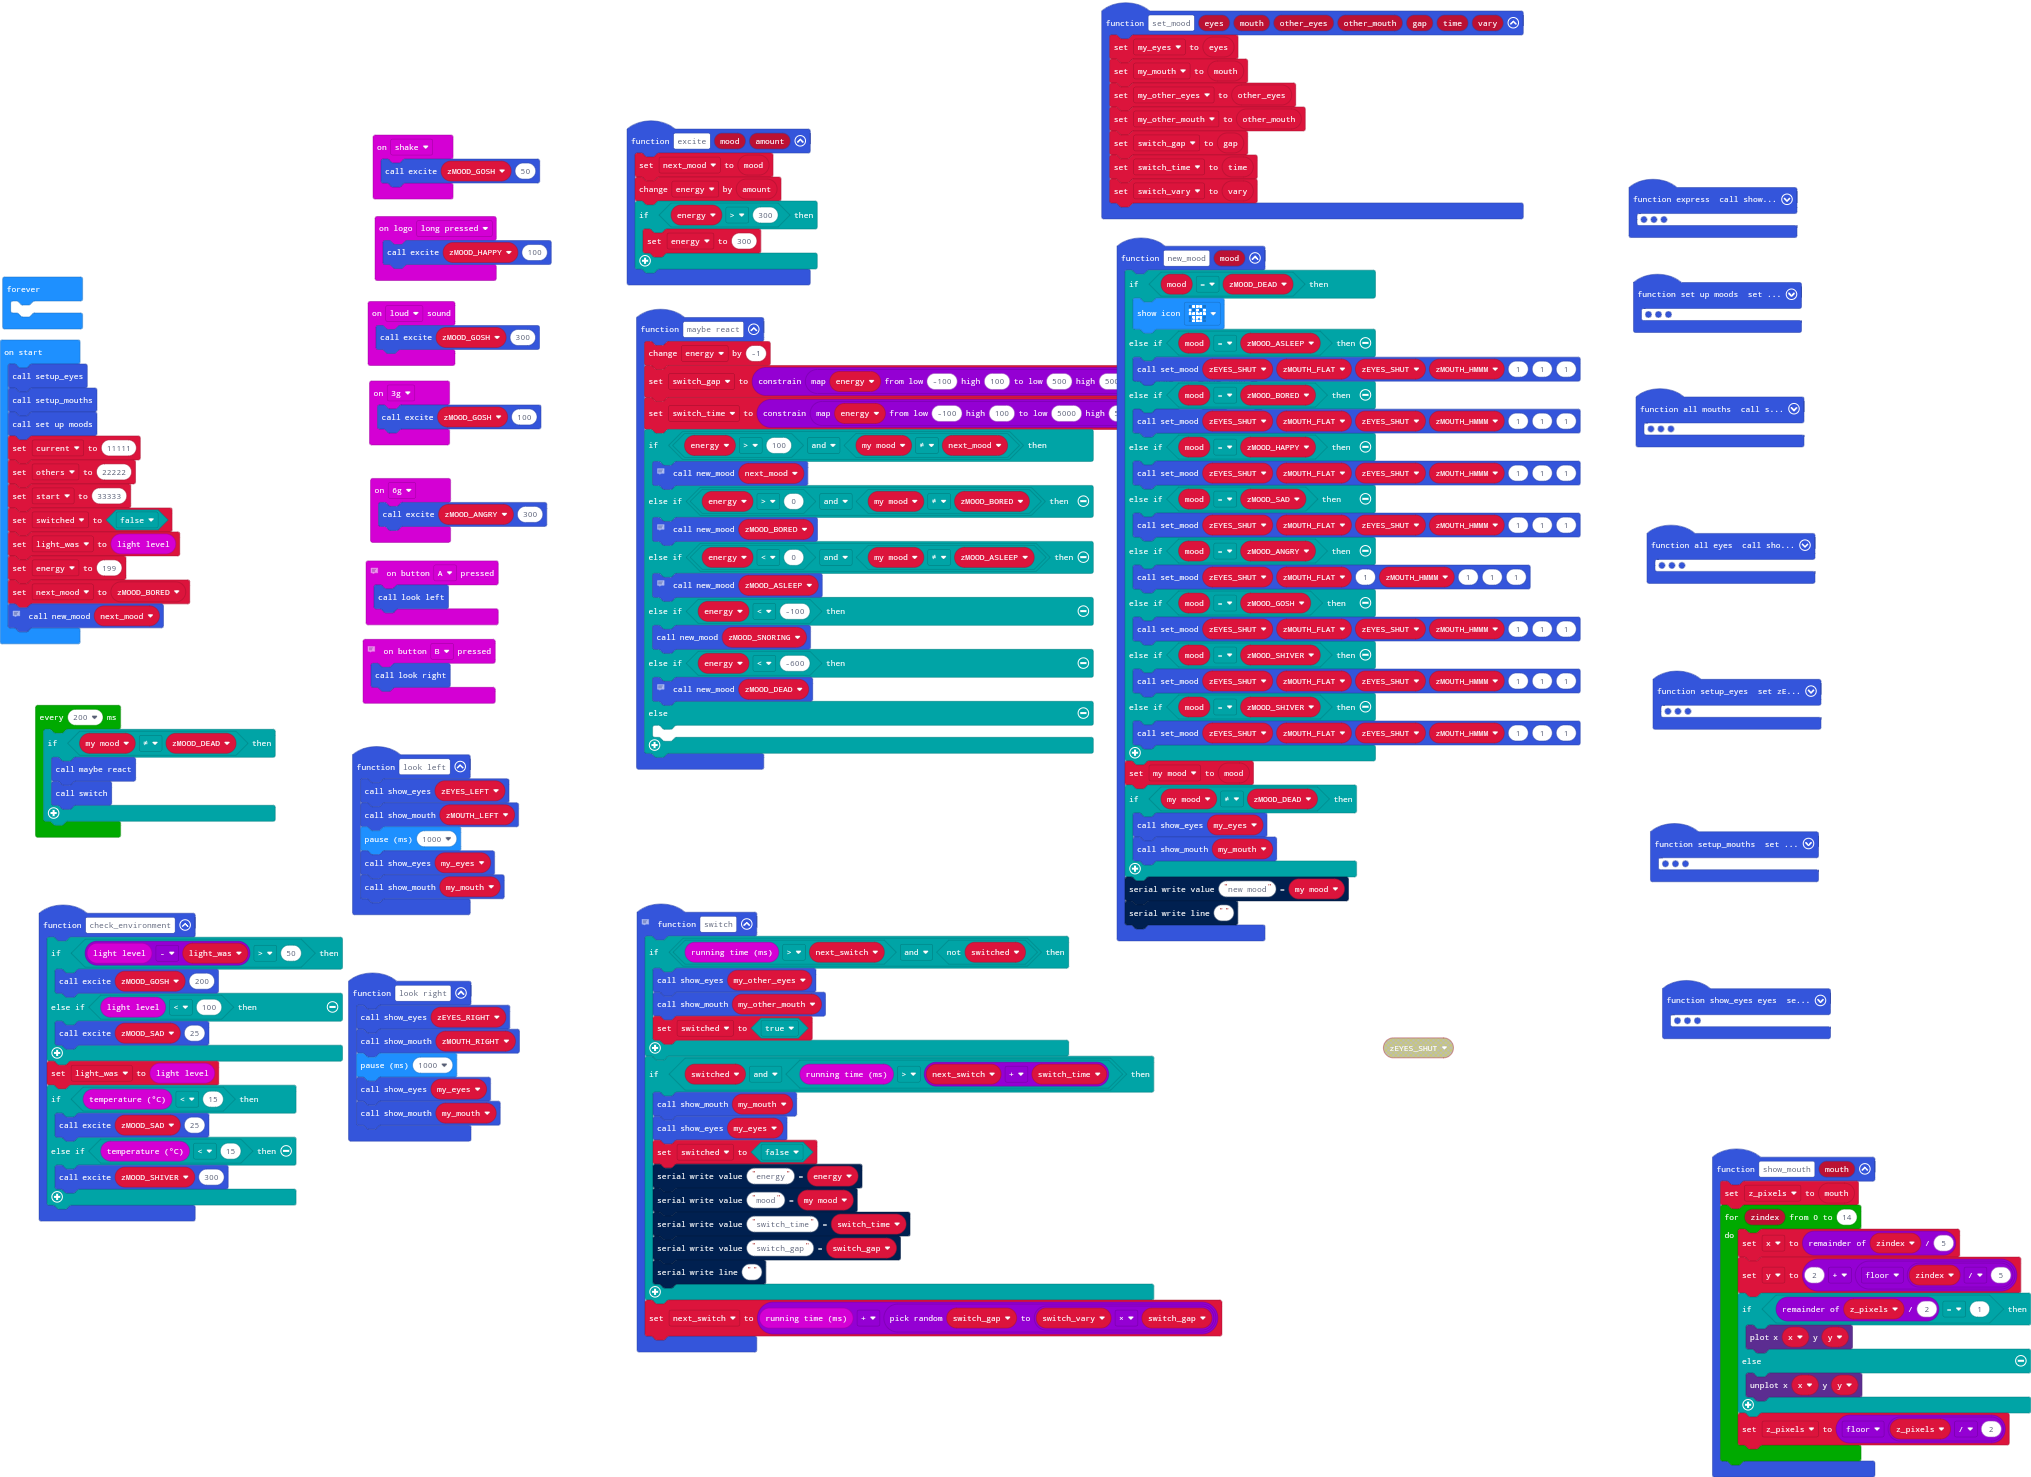 forever
on start
call setup_eyes
call setup_mouths
call set up moods
set current to 11111
set others to 22222
set start to 33333
set switched to false
set light_was to light level
set energy to 199
set next_mood to zMOOD_BORED
call new_mood next_mood
every 200 ms
if my mood ≠ zMOOD_DEAD then
call maybe react
call switch
function check_environment
if light level - light_was > 50 then
call excite zMOOD_GOSH 200
else if light level < 100 then
call excite zMOOD_SAD 25
set light_was to light level
if temperature (°C) < 15 then
call excite zMOOD_SAD 25
else if temperature (°C) < 15 then
call excite zMOOD_SHIVER 300
on shake
call excite zMOOD_GOSH 50
on logo long pressed
call excite zMOOD_HAPPY 100
on loud sound
call excite zMOOD_GOSH 300
on 3g
call excite zMOOD_GOSH 100
on 6g
call excite zMOOD_ANGRY 300
on button A pressed
call look left
on button B pressed
call look right
function look left
call show_eyes zEYES_LEFT
call show_mouth zMOUTH_LEFT
pause (ms) 1000
call show_eyes my_eyes
call show_mouth my_mouth
function look right
call show_eyes zEYES_RIGHT
call show_mouth zMOUTH_RIGHT
pause (ms) 1000
call show_eyes my_eyes
call show_mouth my_mouth
function excite mood amount
set next_mood to mood
change energy by amount
if energy > 300 then
set energy to 300
function maybe react
change energy by -1
set switch_gap to constrain map energy from low -100 high 100 to low 500 high
set switch_time to constrain map energy from low -100 high 100 to low 5000 high
if energy > 100 and my mood ≠ next_mood then
call new_mood next_mood
else if energy > 0 and my mood ≠ zMOOD_BORED then
call new_mood zMOOD_BORED
else if energy < 0 and my mood ≠ zMOOD_ASLEEP then
call new_mood zMOOD_ASLEEP
else if energy < -100 then
call new_mood zMOOD_SNORING
else if energy < -600 then
call new_mood zMOOD_DEAD
else
function switch
if running time (ms) > next_switch and not switched then
call show_eyes my_other_eyes
call show_mouth my_other_mouth
set switched to true
if switched and running time (ms) > next_switch + switch_time then
call show_mouth my_mouth
call show_eyes my_eyes
set switched to false
serial write value "energy" = energy
serial write value "mood" = my mood
serial write value "switch_time" = switch_time
serial write value "switch_gap" = switch_gap
serial write line " "
set next_switch to running time (ms) + pick random switch_gap to switch_vary × switch_gap
function set_mood eyes mouth other_eyes other_mouth gap time vary
set my_eyes to eyes
set my_mouth to mouth
set my_other_eyes to other_eyes
set my_other_mouth to other_mouth
set switch_gap to gap
set switch_time to time
set switch_vary to vary
function new_mood mood
if mood = zMOOD_DEAD then
show icon
else if mood = zMOOD_ASLEEP then
call set_mood zEYES_SHUT zMOUTH_FLAT zEYES_SHUT zMOUTH_HMMM 1 1 1
else if mood = zMOOD_BORED then
call set_mood zEYES_SHUT zMOUTH_FLAT zEYES_SHUT zMOUTH_HMMM 1 1 1
else if mood = zMOOD_HAPPY then
call set_mood zEYES_SHUT zMOUTH_FLAT zEYES_SHUT zMOUTH_HMMM 1 1 1
else if mood = zMOOD_SAD then
call set_mood zEYES_SHUT zMOUTH_FLAT zEYES_SHUT zMOUTH_HMMM 1 1 1
else if mood = zMOOD_ANGRY then
call set_mood zEYES_SHUT zMOUTH_FLAT 1 zMOUTH_HMMM 1 1 1
else if mood = zMOOD_GOSH then
call set_mood zEYES_SHUT zMOUTH_FLAT zEYES_SHUT zMOUTH_HMMM 1 1 1
else if mood = zMOOD_SHIVER then
call set_mood zEYES_SHUT zMOUTH_FLAT zEYES_SHUT zMOUTH_HMMM 1 1 1
else if mood = zMOOD_SHIVER then
call set_mood zEYES_SHUT zMOUTH_FLAT zEYES_SHUT zMOUTH_HMMM 1 1 1
set my mood to mood
if my mood ≠ zMOOD_DEAD then
call show_eyes my_eyes
call show_mouth my_mouth
serial write value "new mood" = my mood
serial write line " "
zEYES_SHUT
function express call show...
function set up moods set ...
function all mouths call s...
function all eyes call sho...
function setup_eyes set zE...
function setup_mouths set ...
function show_eyes eyes se...
function show_mouth mouth
set z_pixels to mouth
for zindex from 0 to 14
do
set x to remainder of zindex / 5
set y to 2 + floor zindex / 5
if remainder of z_pixels / 2 = 1 then
plot x x y y
else
unplot x x y y
set z_pixels to floor z_pixels / 2